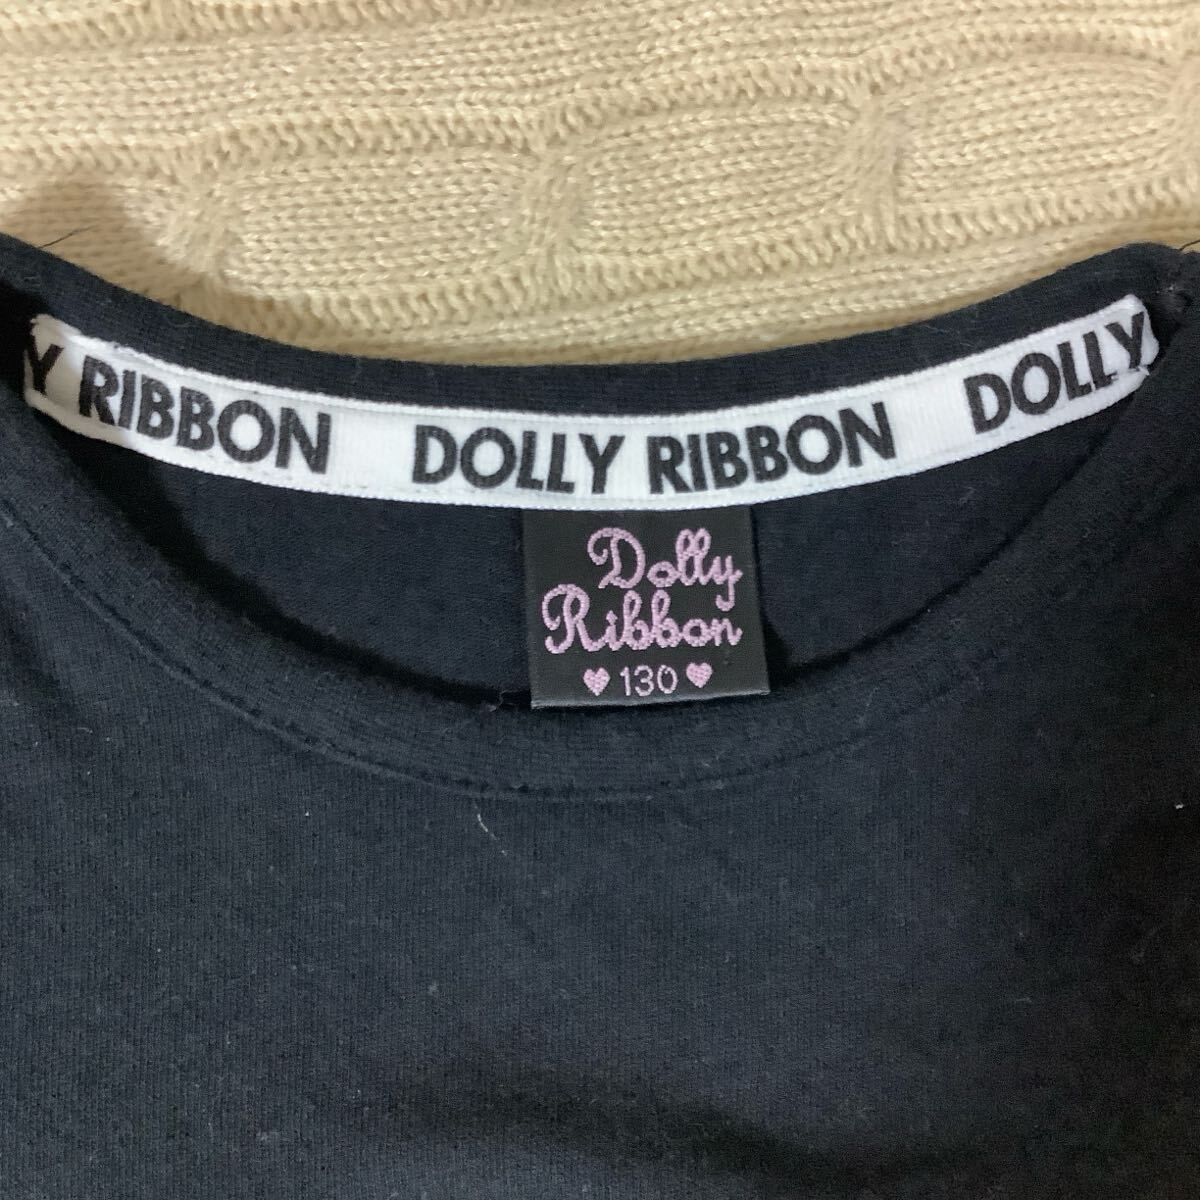 Y RIBBON DOLLY RIBBON DOLLY
Dolly
Ribbon
♥ 130 ♥